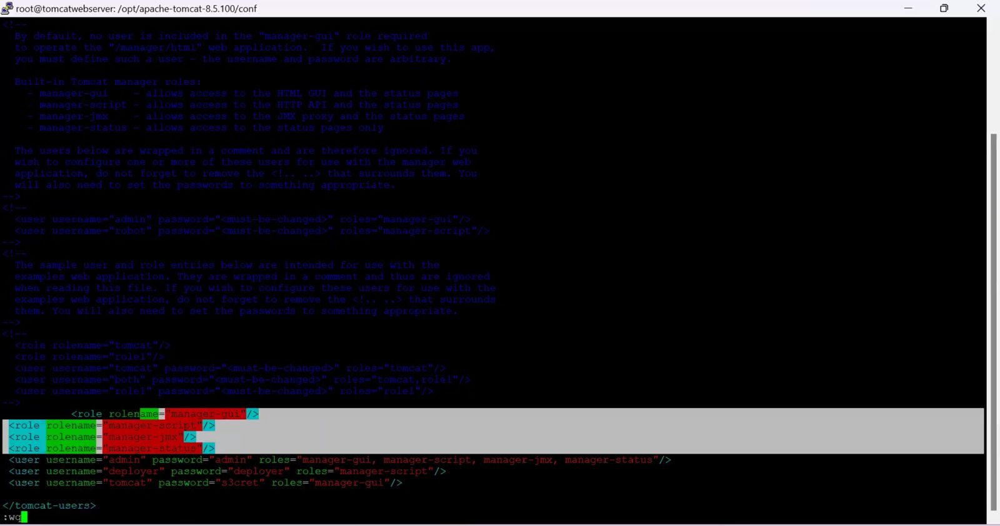 root@tomcatwebserver: /opt/apache-tomcat-8.5.100/conf
<!--
By default, no user is included in the "manager-gui" role required
to operate the "/manager/html" web application. If you wish to use this app,
you must define such a user - the username and password are arbitrary.
Built-in Tomcat manager roles:
- manager-gui - allows access to the HTML GUI and the status pages
- manager-script - allows access to the HTTP API and the status pages
- manager-jmx - allows access to the JMX proxy and the status pages
- manager-status - allows access to the status pages only
The users below are wrapped in a comment and are therefore ignored. If you
wish to configure one or more of these users for use with the manager web
application, do not forget to remove the <!.. ..> that surrounds them. You
will also need to set the passwords to something appropriate.
-->
<!--
<user username="admin" password="<must-be-changed>" roles="manager-gui"/>
<user username="robot" password="<must-be-changed>" roles="manager-script"/>
-->
<!--
The sample user and role entries below are intended for use with the
examples web application. They are wrapped in a comment and thus are ignored
when reading this file. If you wish to configure these users for use with the
examples web application, do not forget to remove the <!.. ..> that surrounds
them. You will also need to set the passwords to something appropriate.
-->
<!--
<role rolename="tomcat"/>
<role rolename="role1"/>
<user username="tomcat" password="<must-be-changed>" roles="tomcat"/>
<user username="both" password="<must-be-changed>" roles="tomcat,role1"/>
<user username="role1" password="<must-be-changed>" roles="role1"/>
-->
<role rolename="manager-gui"/>
<role rolename="manager-script"/>
<role rolename="manager-jmx"/>
<role rolename="manager-status"/>
<user username="admin" password="admin" roles="manager-gui, manager-script, manager-jmx, manager-status"/>
<user username="deployer" password="deployer" roles="manager-script"/>
<user username="tomcat" password="s3cret" roles="manager-gui"/>
</tomcat-users>
:wq